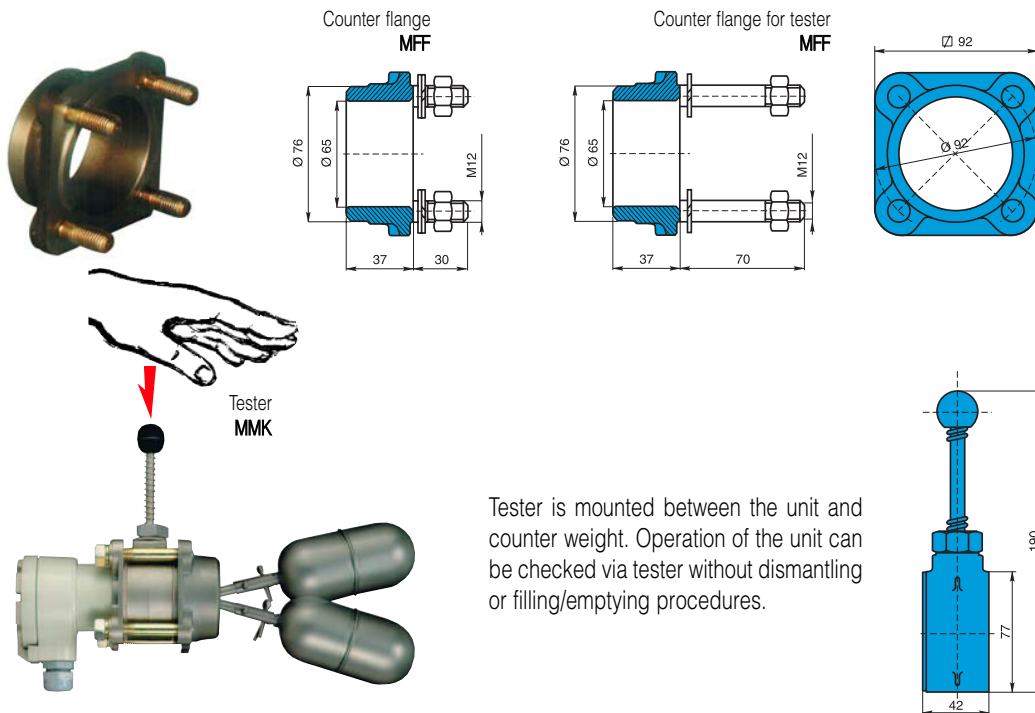 Counter flange
MFF
Counter flange for tester
MFF
Ø 76
Ø 65
M12
37
30
Ø 76
Ø 65
M12
37
70
⍁ 92
Ø 92
Tester
MMK
Tester is mounted between the unit and
counter weight. Operation of the unit can
be checked via tester without dismantling
or filling/emptying procedures.
190
77
42